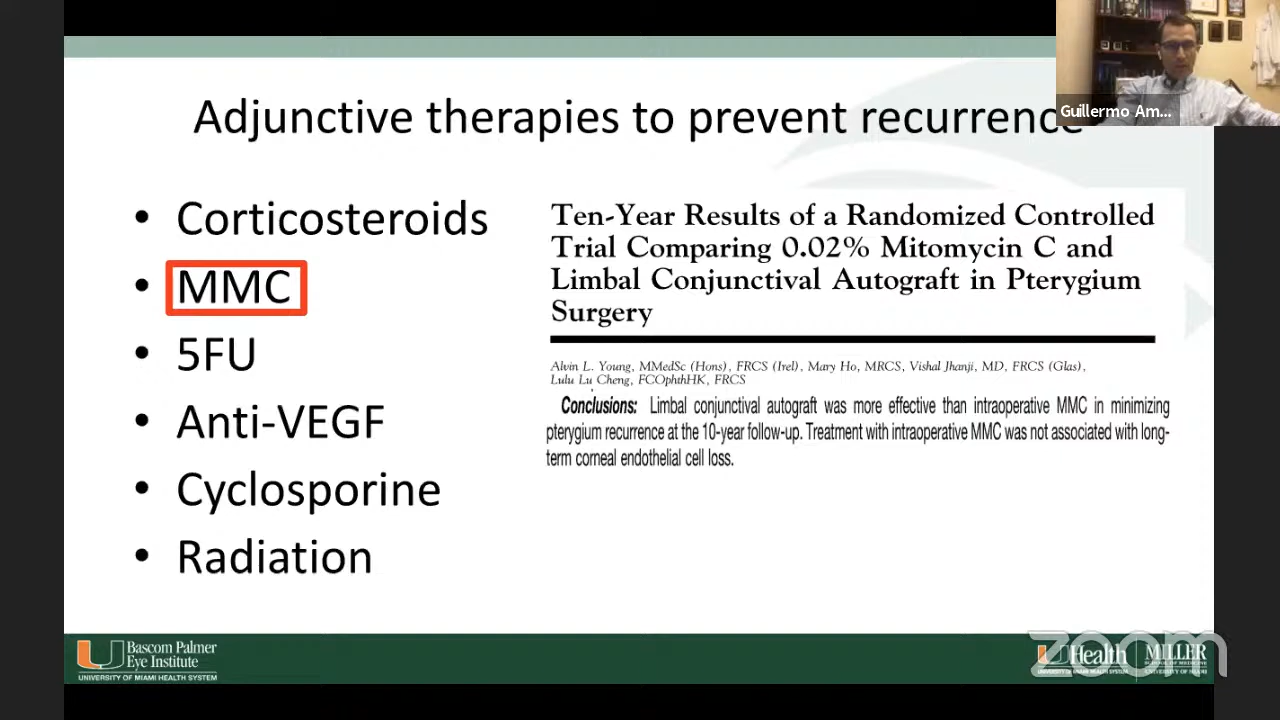 Adjunctive therapies to prevent recurrence
Guillermo Am...
• Corticosteroids
• MMC
• 5FU
• Anti-VEGF
• Cyclosporine
• Radiation
Ten-Year Results of a Randomized Controlled
Trial Comparing 0.02% Mitomycin C and
Limbal Conjunctival Autograft in Pterygium
Surgery
Alvin L. Young, MMedSc (Hons), FRCS (Irel), Mary Ho, MRCS, Vishal Jhanji, MD, FRCS (Glas),
Lulu Lu Cheng, FCOphthHK, FRCS
Conclusions: Limbal conjunctival autograft was more effective than intraoperative MMC in minimizing
pterygium recurrence at the 10-year follow-up. Treatment with intraoperative MMC was not associated with long-
term corneal endothelial cell loss.
Bascom Palmer
Eye Institute
UNIVERSITY OF MIAMI HEALTH SYSTEM
UHealth
UNIVERSITY OF MIAMI HEALTH SYSTEM
MILLER
SCHOOL OF MEDICINE
UNIVERSITY OF MIAMI
zoom